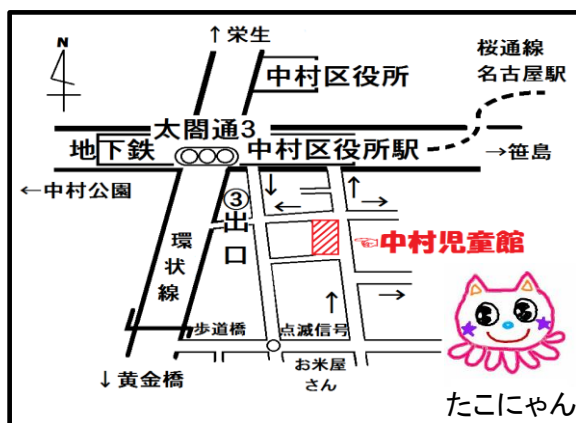 N
↑栄生
桜通線
名古屋駅
中村区役所
太閤通3
地下鉄
中村区役所駅
→笹島
←中村公園
③出口
環状線
☜中村児童館
歩道橋
点滅信号
お米屋
さん
↓黄金橋
たこにゃん